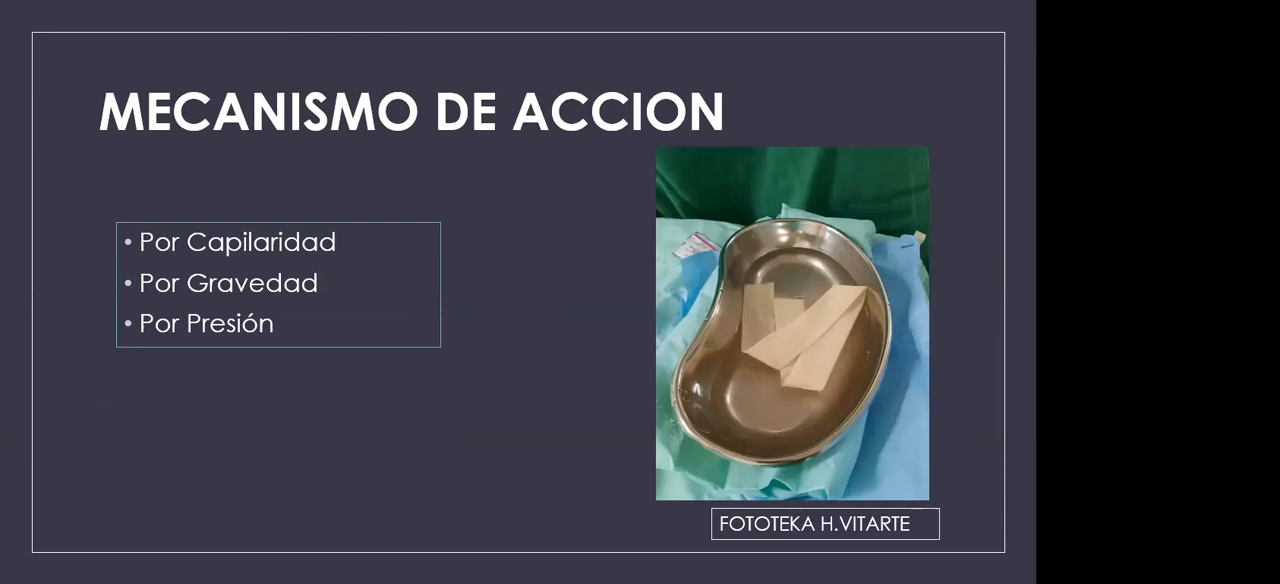 MECANISMO DE ACCION
• Por Capilaridad
• Por Gravedad
• Por Presión
FOTOTEKA H.VITARTE